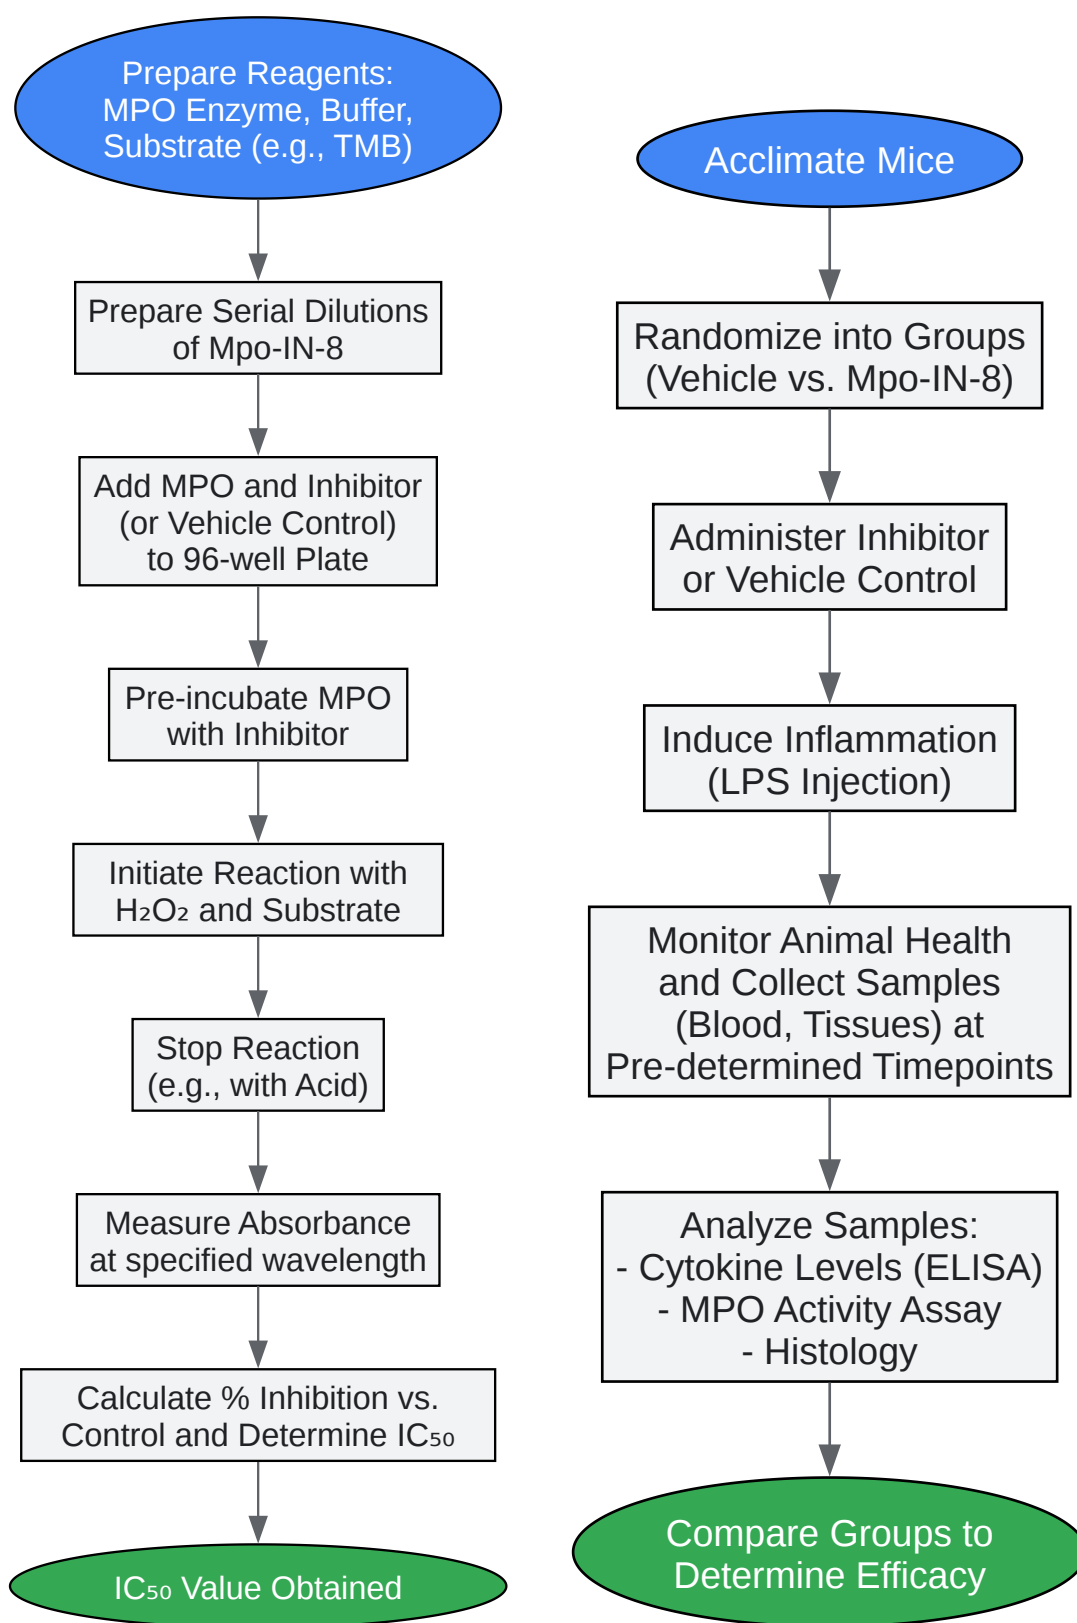 Prepare Reagents:
MPO Enzyme, Buffer,
Substrate (e.g., TMB)
Prepare Serial Dilutions
of Mpo-IN-8
Add MPO and Inhibitor
(or Vehicle Control)
to 96-well Plate
Pre-incubate MPO
with Inhibitor
Initiate Reaction with
H₂O₂ and Substrate
Stop Reaction
(e.g., with Acid)
Measure Absorbance
at specified wavelength
Calculate % Inhibition vs.
Control and Determine IC₅₀
IC₅₀ Value Obtained
Acclimate Mice
Randomize into Groups
(Vehicle vs. Mpo-IN-8)
Administer Inhibitor
or Vehicle Control
Induce Inflammation
(LPS Injection)
Monitor Animal Health
and Collect Samples
(Blood, Tissues) at
Pre-determined Timepoints
Analyze Samples:
- Cytokine Levels (ELISA)
- MPO Activity Assay
- Histology
Compare Groups to
Determine Efficacy